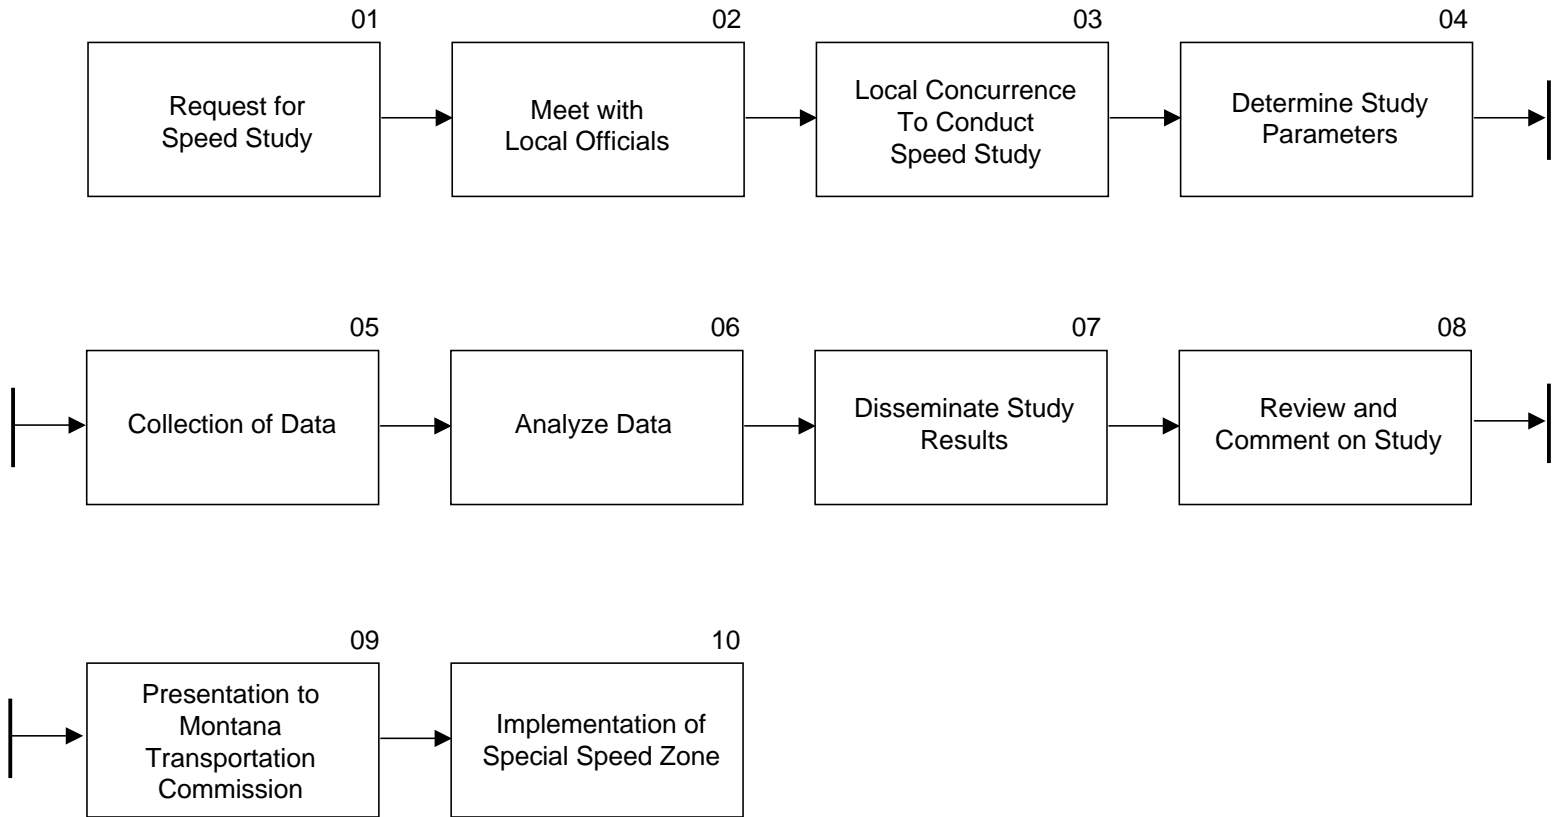 01
Request for
Speed Study
02
Meet with
Local Officials
03
Local Concurrence
To Conduct
Speed Study
04
Determine Study
Parameters
05
Collection of Data
06
Analyze Data
07
Disseminate Study
Results
08
Review and
Comment on Study
09
Presentation to
Montana
Transportation
Commission
10
Implementation of
Special Speed Zone